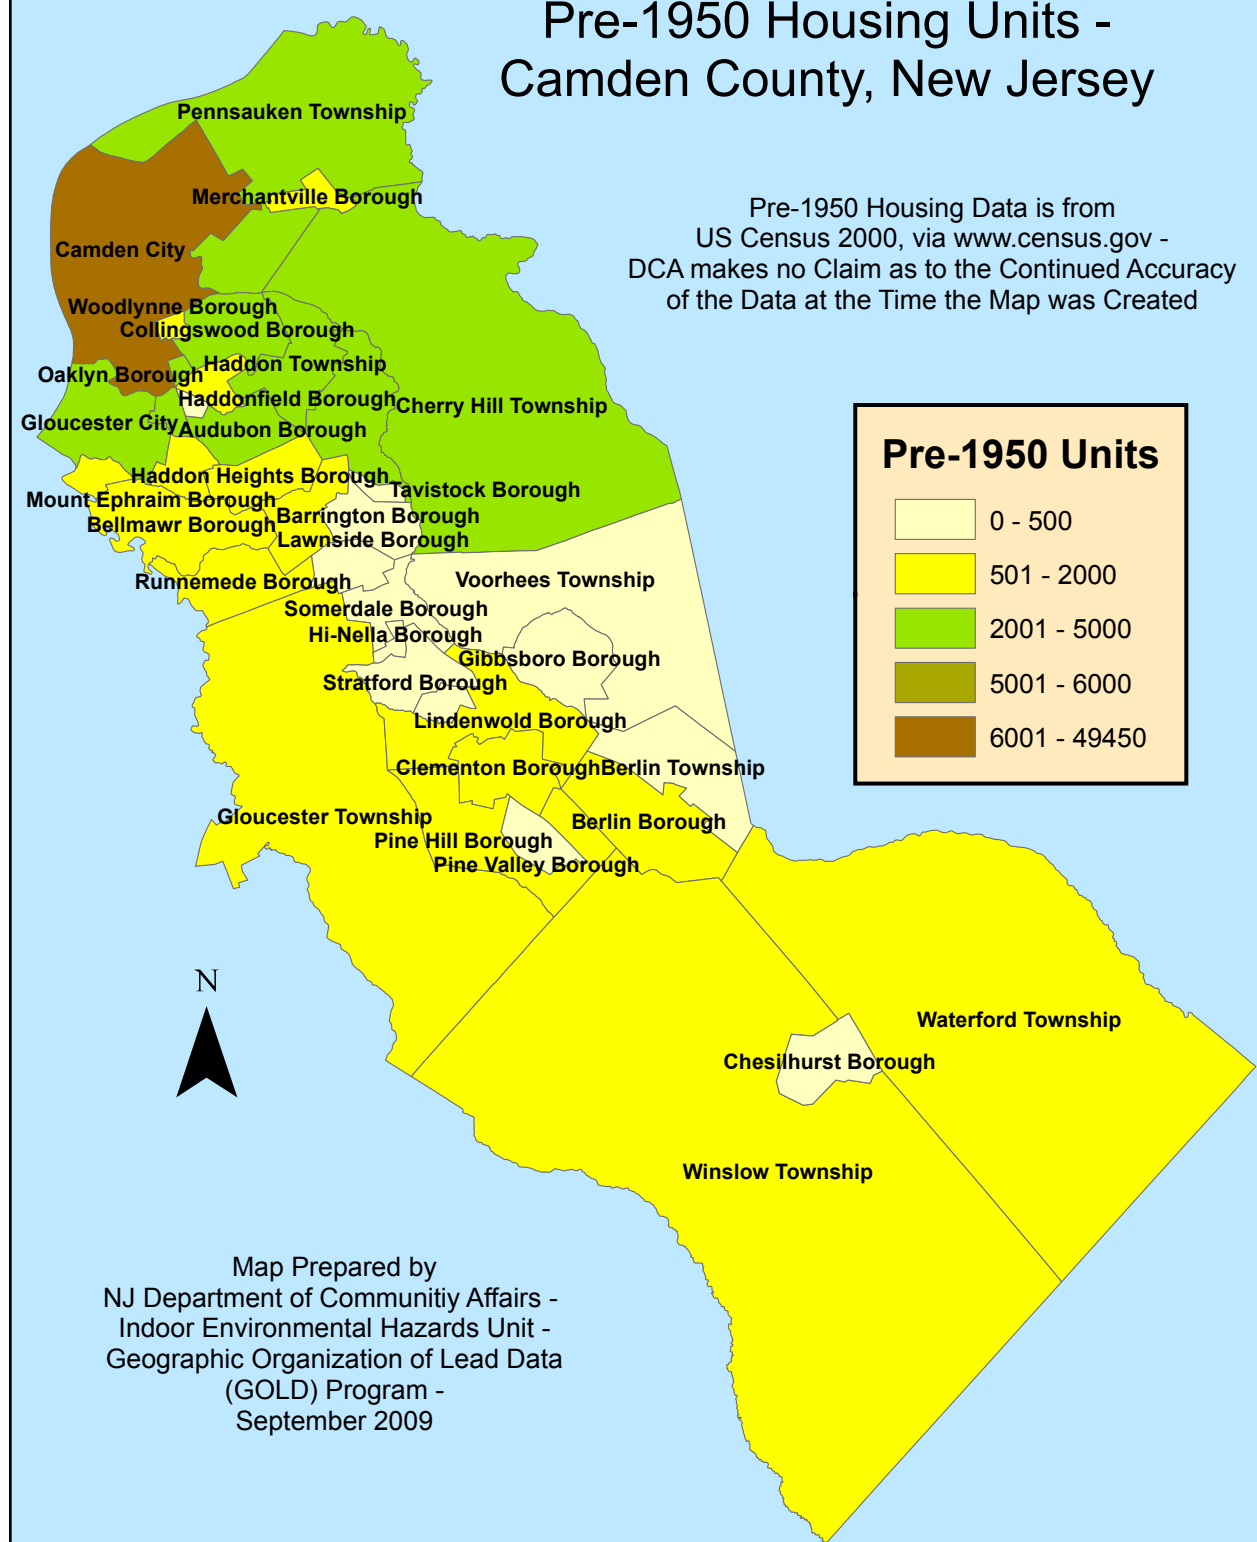 Pre-1950 Housing Units -
Camden County, New Jersey
Pennsauken Township
Merchantville Borough
Pre-1950 Housing Data is from
US Census 2000, via www.census.gov -
DCA makes no Claim as to the Continued Accuracy
of the Data at the Time the Map was Created
Camden City
Woodlynne Borough
Collingswood Borough
Haddon Township
Oaklyn Borough
Haddonfield Borough
Cherry Hill Township
Gloucester City
Audubon Borough
Haddon Heights Borough
Tavistock Borough
Mount Ephraim Borough
Barrington Borough
Bellmawr Borough
Lawnside Borough
Runnemede Borough
Voorhees Township
Somerdale Borough
Hi-Nella Borough
Gibbsboro Borough
Stratford Borough
Lindenwold Borough
Clementon Borough
Berlin Township
Gloucester Township
Berlin Borough
Pine Hill Borough
Pine Valley Borough
Pre-1950 Units
0 - 500
501 - 2000
2001 - 5000
5001 - 6000
6001 - 49450
N
Waterford Township
Chesilhurst Borough
Winslow Township
Map Prepared by
NJ Department of Communitiy Affairs -
Indoor Environmental Hazards Unit -
Geographic Organization of Lead Data
(GOLD) Program -
September 2009